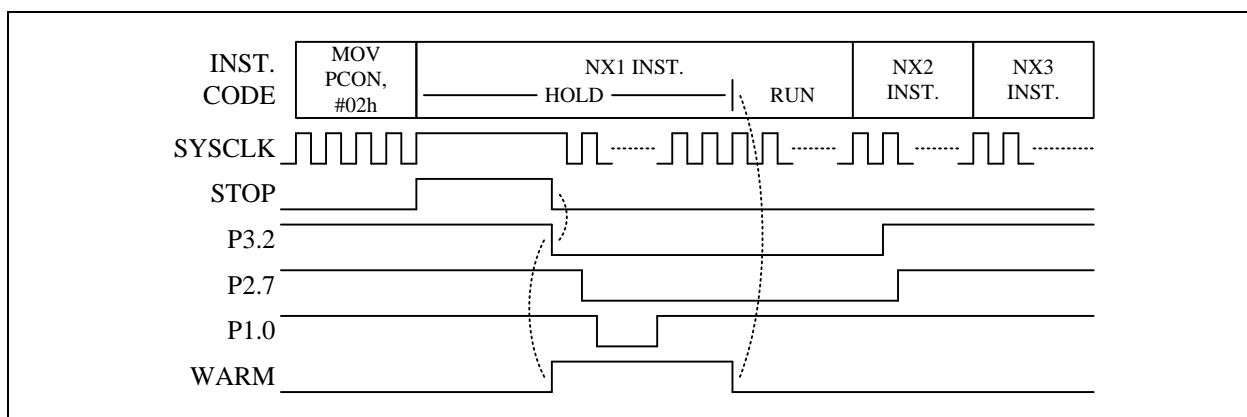 INST.
CODE
MOV
PCON,
#02h
NX1 INST.
HOLD
RUN
NX2
INST.
NX3
INST.
SYSCLK
STOP
P3.2
P2.7
P1.0
WARM